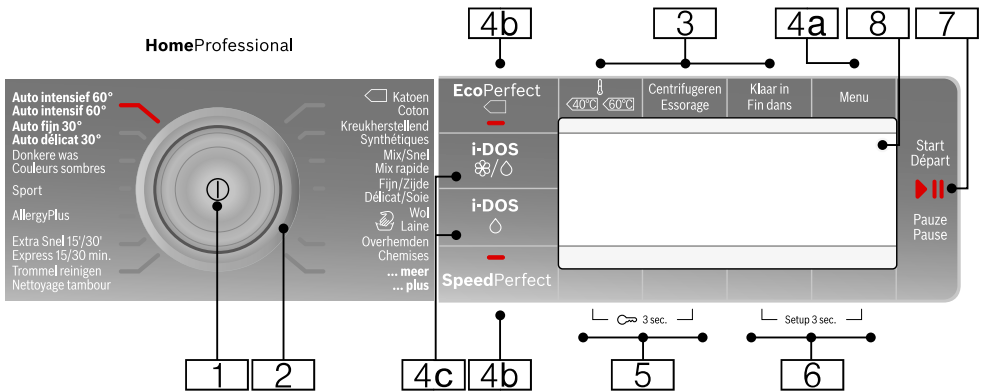 4b
3
4a
8
7
HomeProfessional
Auto intensief 60°
Auto intensif 60°
Auto fijn 30°
Auto délicat 30°
Donkere was
Couleurs sombres
Sport
AllergyPlus
Extra Snel 15'/30'
Express 15/30 min.
Trommel reinigen
Nettoyage tambour
Katoen
Coton
Kreukherstellend
Synthétiques
Mix/Snel
Mix rapide
Fijn/Zijde
Délicat/Soie
Wol
Laine
Overhemden
Chemises
... meer
... plus
EcoPerfect
i-DOS
/
i-DOS
SpeedPerfect
40°C 60°C
Centrifugeren
Essorage
Klaar in
Fin dans
Menu
Start
Départ
Pauze
Pause
3 sec.
Setup 3 sec.
1
2
4c
4b
5
6